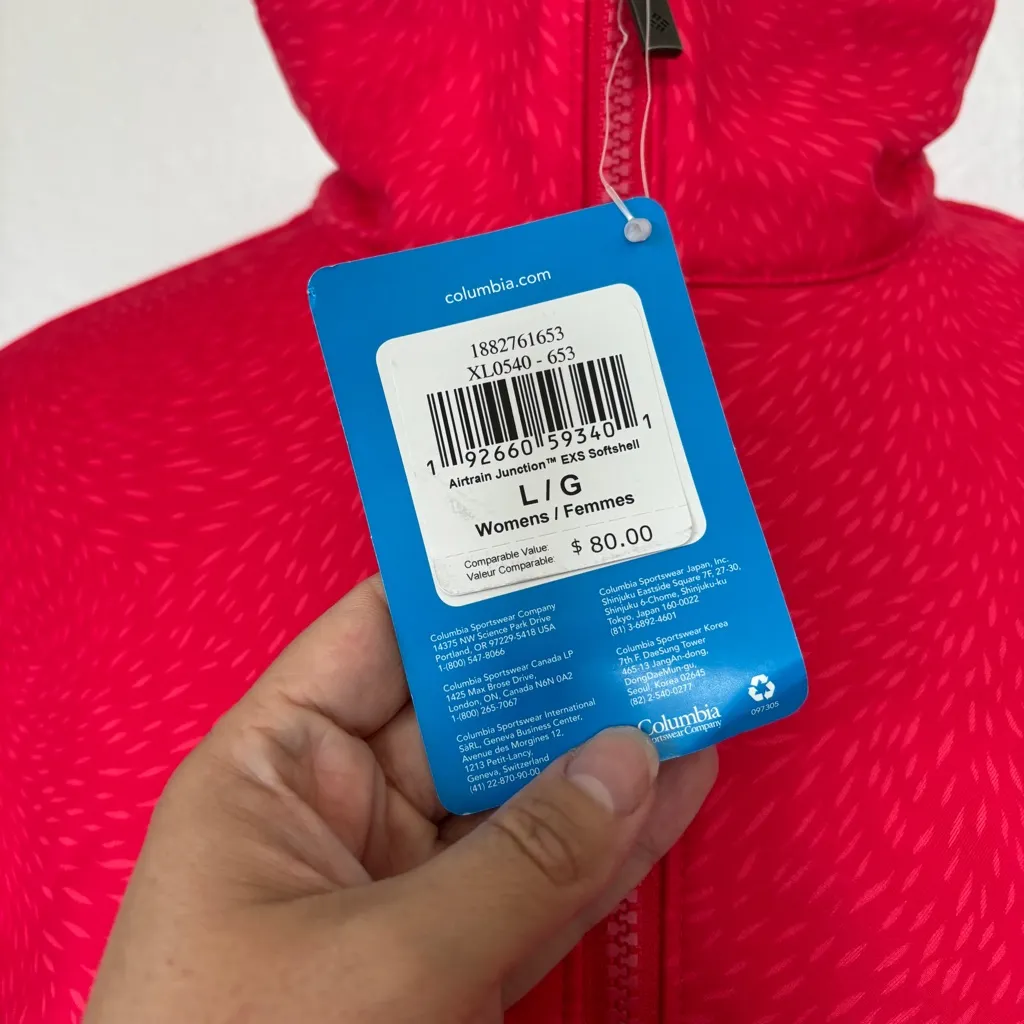 columbia.com
1882761653
XL0540 - 653
1 92660 59340 1
Airtrain Junction™ EXS Softshell
L / G
Womens / Femmes
Comparable Value:
Valeur Comparable:
$ 80.00
Columbia Sportswear Company
14375 NW Science Park Drive
Portland, OR 97229-5418 USA
1-(800) 547-8066
Columbia Sportswear Canada LP
1425 Max Brose Drive,
London, ON, Canada N6N 0A2
1-(800) 265-7067
Columbia Sportswear International
SàRL, Geneva Business Center,
Avenue des Morgines 12,
1213 Petit-Lancy,
Geneva, Switzerland
(41) 22-870-90-00
Columbia Sportswear Japan, Inc.
Shinjuku Eastside Square 7F, 27-30,
Shinjuku 6-Chome, Shinjuku-ku
Tokyo, Japan 160-0022
(81) 3-6892-4601
Columbia Sportswear Korea
7th F. DaeSung Tower
465-13 JangAn-dong,
DongDaeMun-gu,
Seoul, Korea 02645
(82) 2-540-0277
Columbia
Sportswear Company
097305